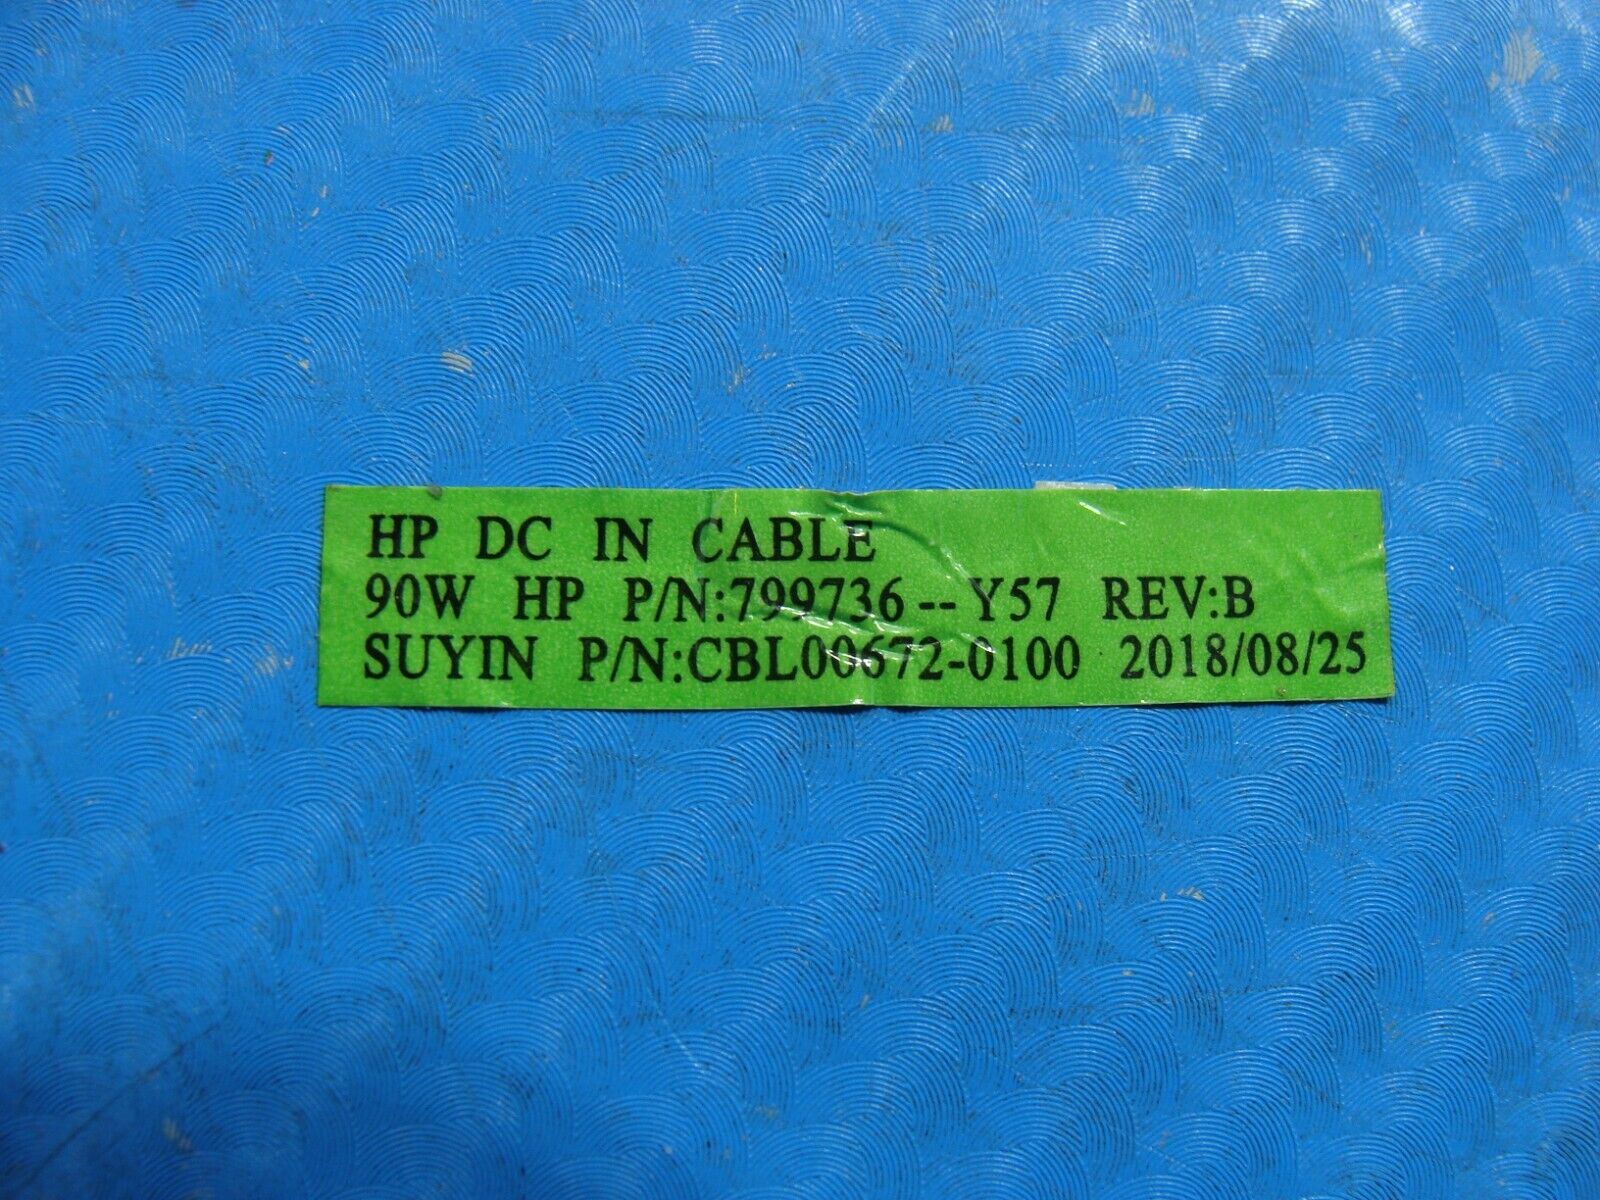 HP DC IN CABLE
90W HP P/N:799736--Y57 REV:B
SUYIN P/N:CBL00672-0100 2018/08/25